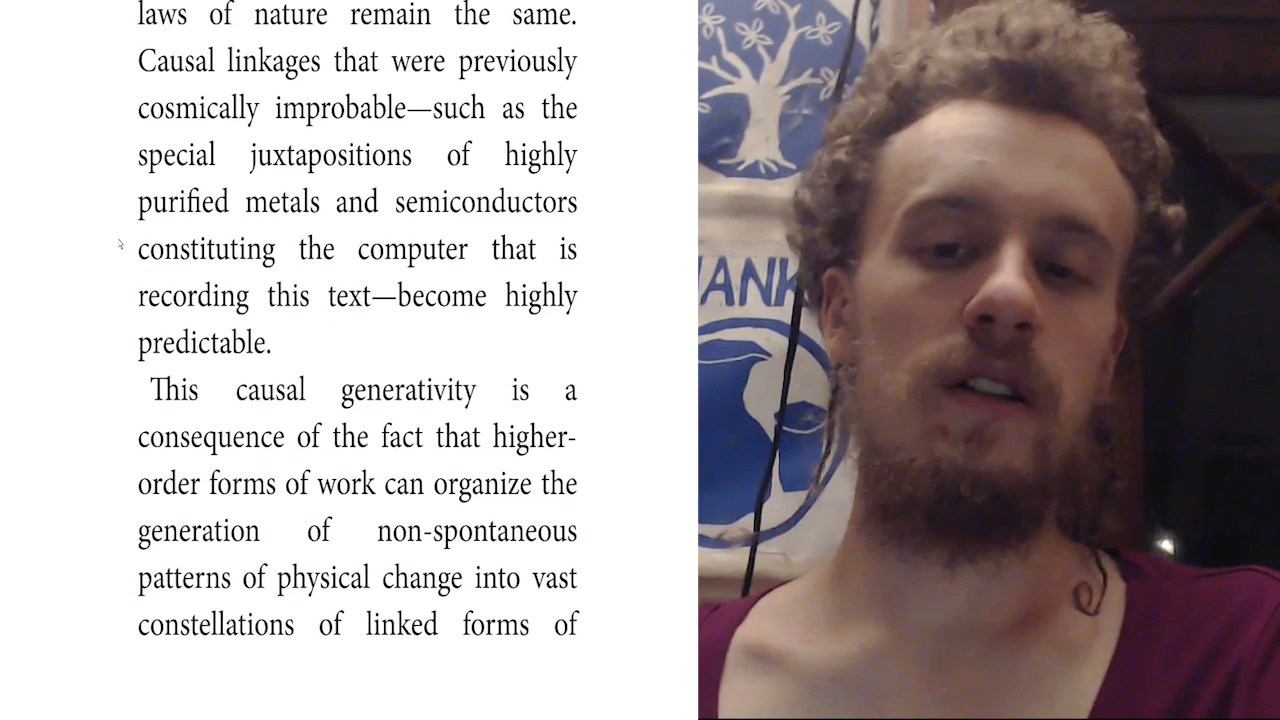 laws of nature remain the same.
Causal linkages that were previously
cosmically improbable—such as the
special juxtapositions of highly
purified metals and semiconductors
constituting the computer that is
recording this text—become highly
predictable.
This causal generativity is a
consequence of the fact that higher-
order forms of work can organize the
generation of non-spontaneous
patterns of physical change into vast
constellations of linked forms of